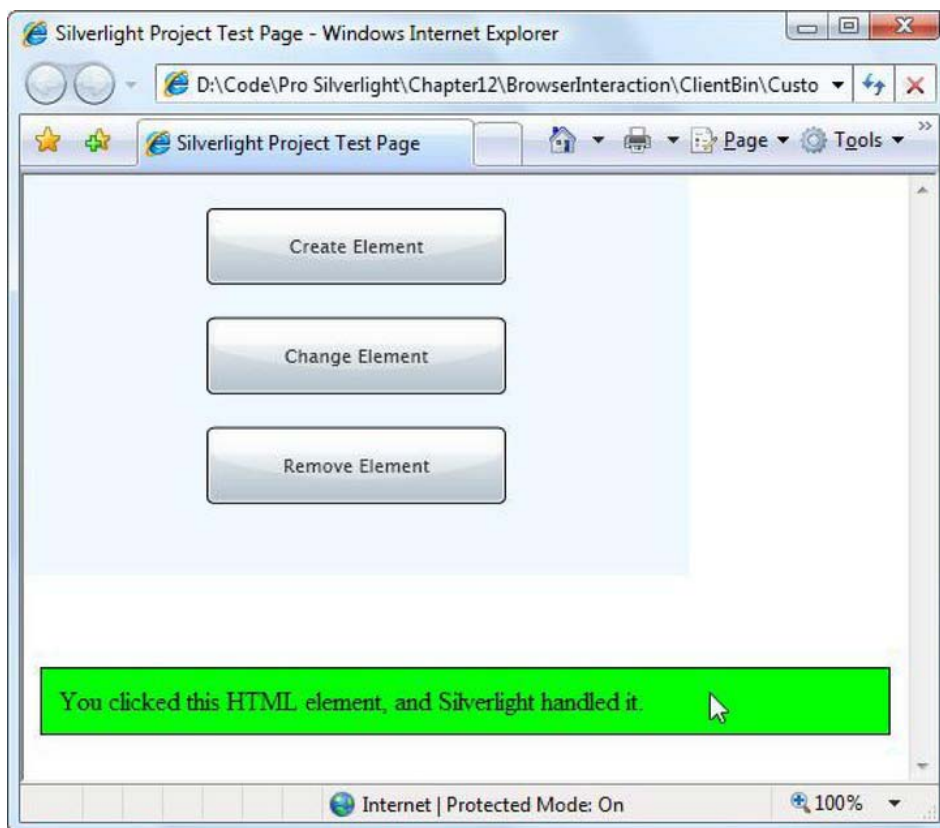 Silverlight Project Test Page - Windows Internet Explorer
D:\Code\Pro Silverlight\Chapter12\BrowserInteraction\ClientBin\Custo
Silverlight Project Test Page
Page
Tools
Create Element
Change Element
Remove Element
You clicked this HTML element, and Silverlight handled it.
Internet | Protected Mode: On
100%